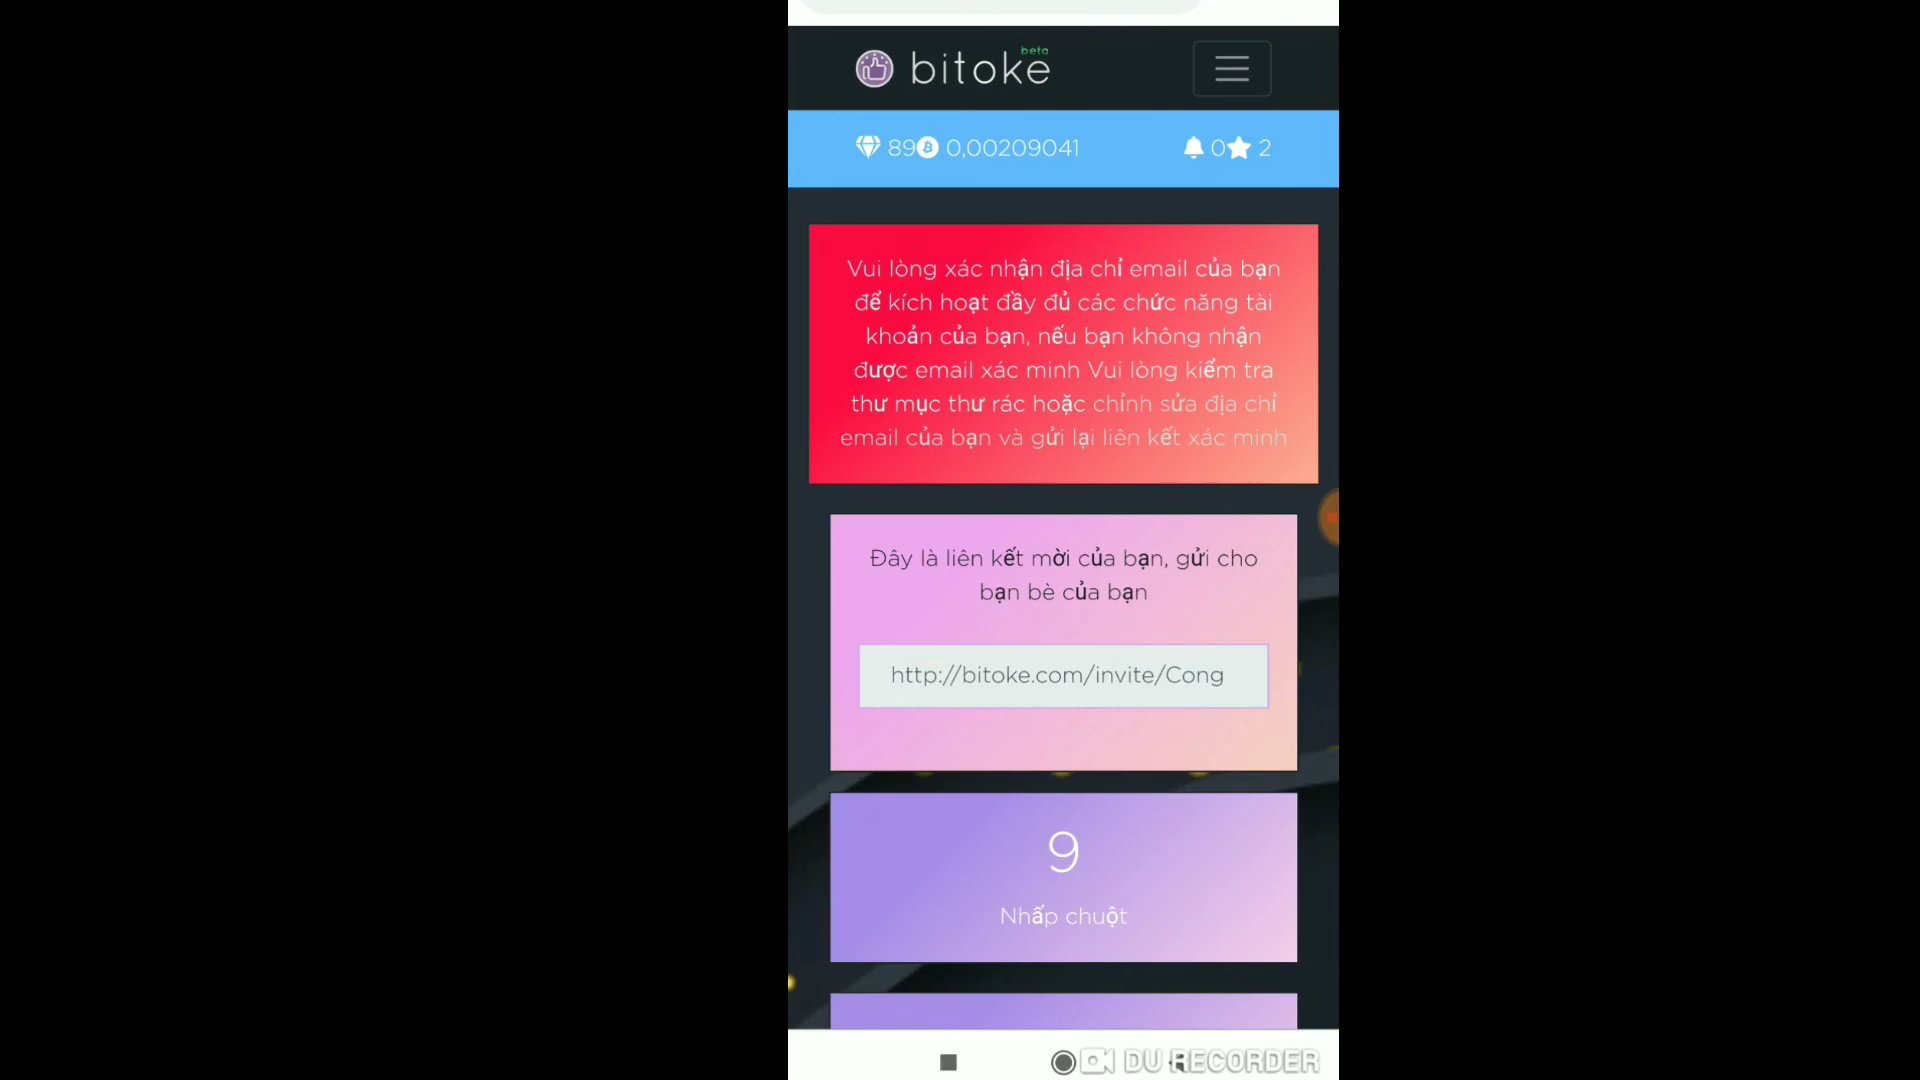 beta
bitoke
89 0,00209041 0 2
Vui lòng xác nhận địa chỉ email của bạn
để kích hoạt đầy đủ các chức năng tài
khoản của bạn, nếu bạn không nhận
được email xác minh Vui lòng kiểm tra
thư mục thư rác hoặc chỉnh sửa địa chỉ
email của bạn và gửi lại liên kết xác minh
Đây là liên kết mời của bạn, gửi cho
bạn bè của bạn
http://bitoke.com/invite/Cong
9
Nhấp chuột
DU RECORDER